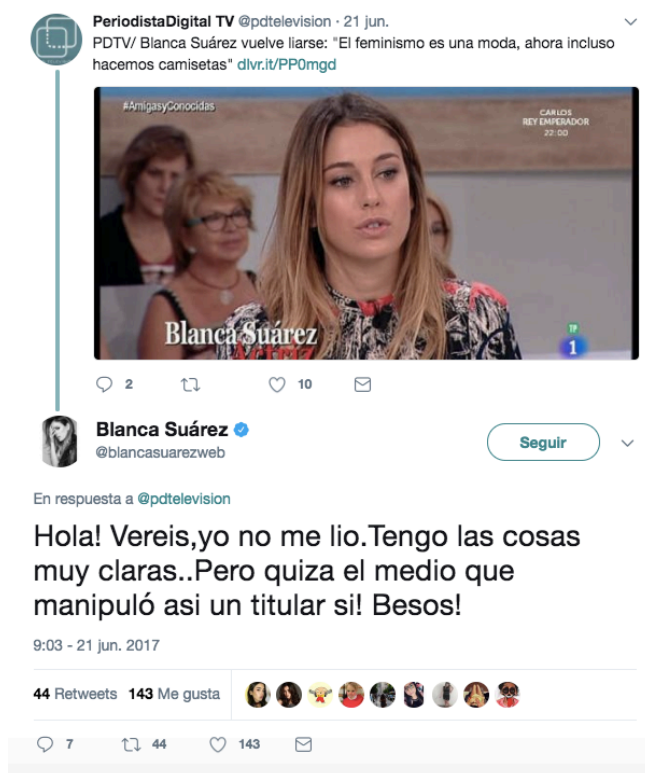 PeriodistaDigital TV @pdtelevision · 21 jun.
PDTV/ Blanca Suárez vuelve liarse: "El feminismo es una moda, ahora incluso
hacemos camisetas" dlvr.it/PP0mgd
#AmigasyConocidas
CARLOS
REY EMPERADOR
22:00
Blanca Suárez
Actriz
TP
1
2 10
Blanca Suárez
@blancasuarezweb
Seguir
En respuesta a @pdtelevision
Hola! Vereis,yo no me lio.Tengo las cosas
muy claras..Pero quiza el medio que
manipuló asi un titular si! Besos!
9:03 - 21 jun. 2017
44 Retweets 143 Me gusta
7 44 143